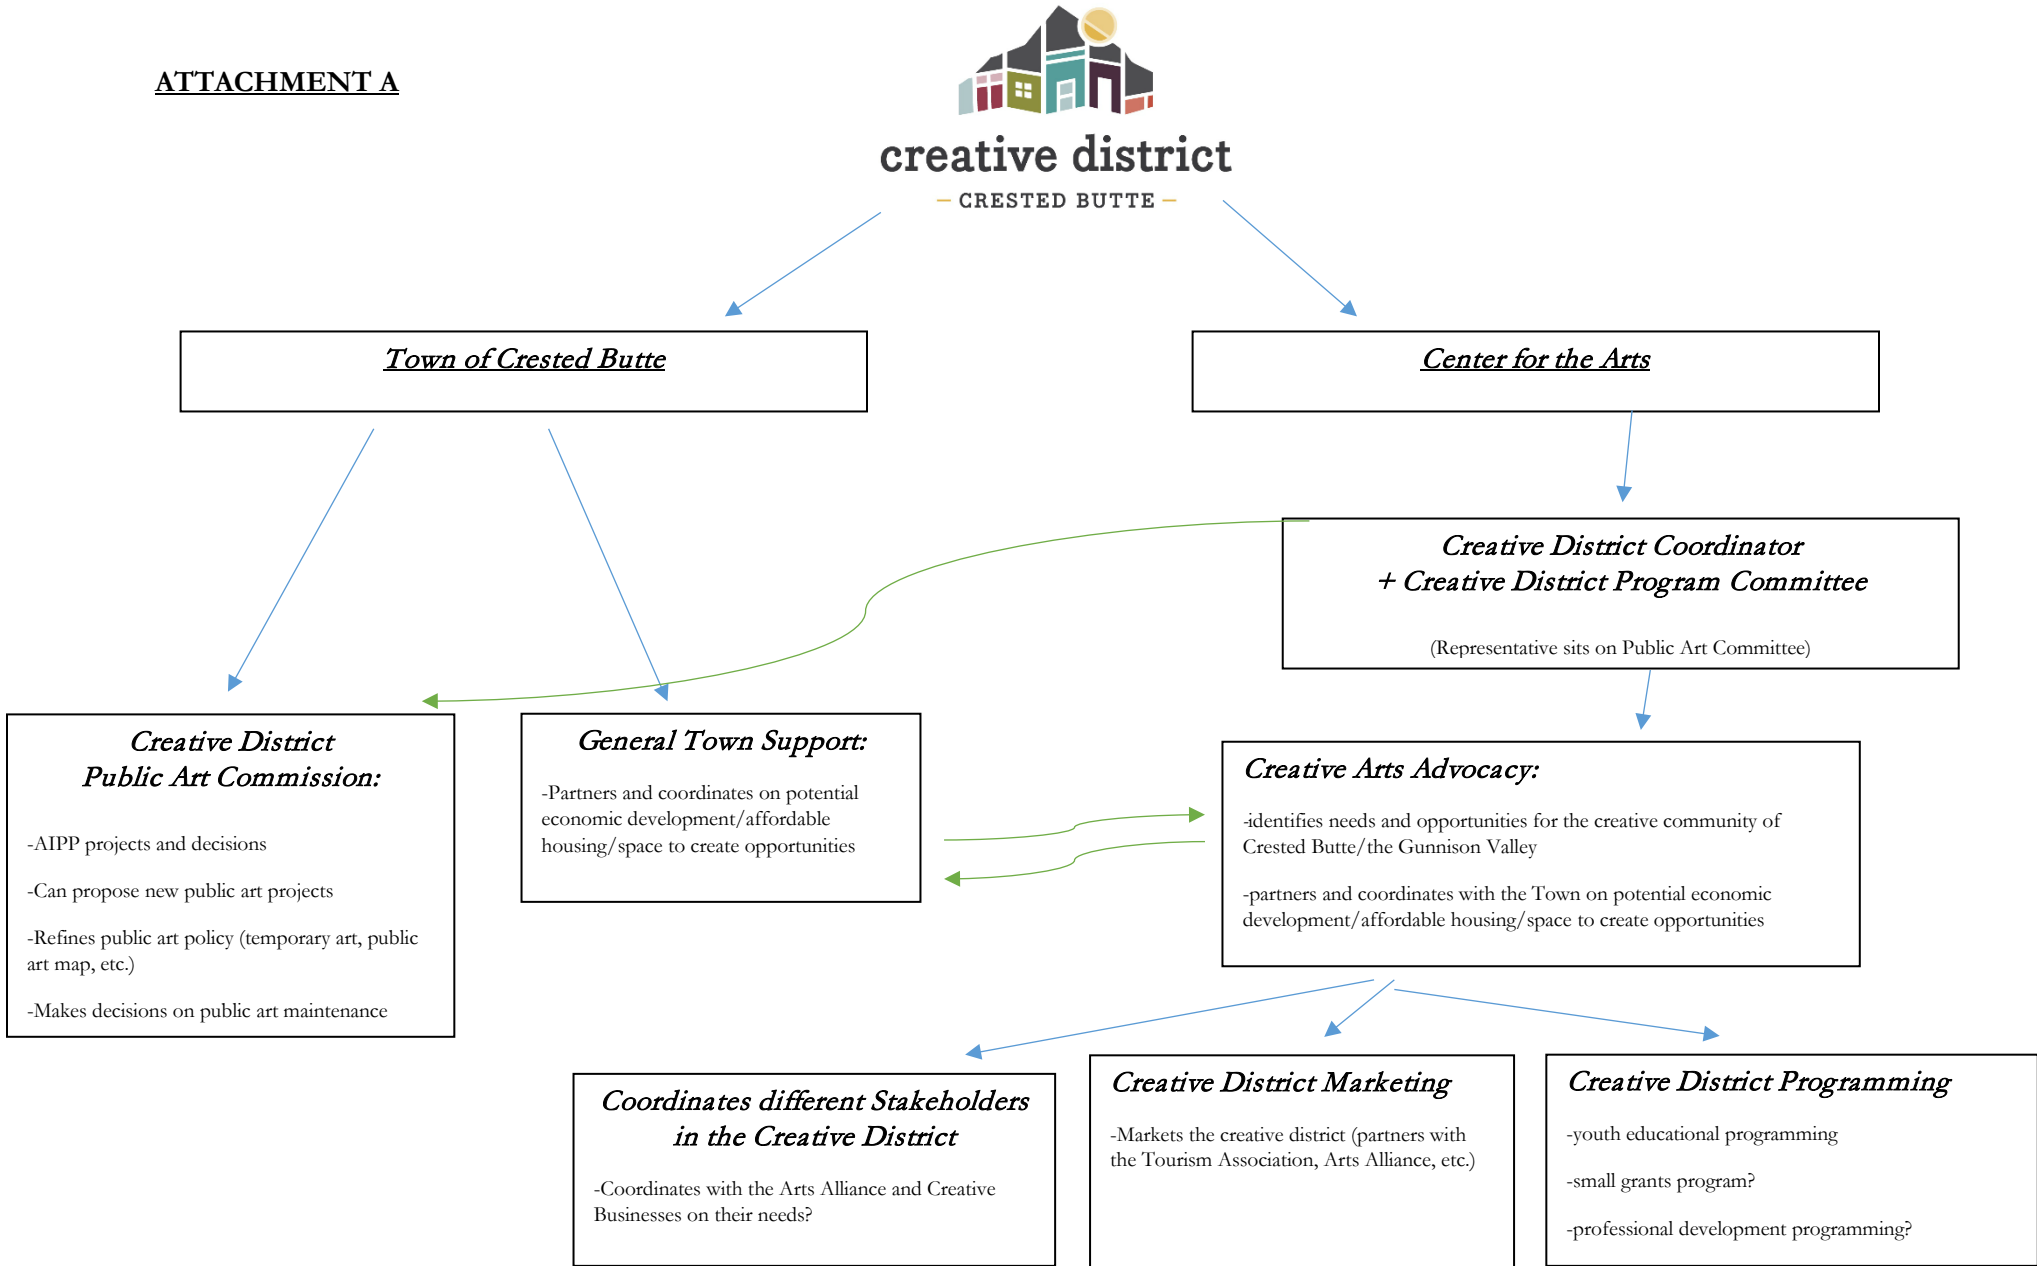 ATTACHMENT A
creative district
CRESTED BUTTE
Town of Crested Butte
Center for the Arts
Creative District Coordinator
+ Creative District Program Committee
(Representative sits on Public Art Committee)
Creative District
Public Art Commission:
-AIPP projects and decisions
-Can propose new public art projects
-Refines public art policy (temporary art, public
art map, etc.)
-Makes decisions on public art maintenance
General Town Support:
-Partners and coordinates on potential
economic development/affordable
housing/space to create opportunities
Creative Arts Advocacy:
-identifies needs and opportunities for the creative community of
Crested Butte/the Gunnison Valley
-partners and coordinates with the Town on potential economic
development/affordable housing/space to create opportunities
Coordinates different Stakeholders
in the Creative District
-Coordinates with the Arts Alliance and Creative
Businesses on their needs?
Creative District Marketing
-Markets the creative district (partners with
the Tourism Association, Arts Alliance, etc.)
Creative District Programming
-youth educational programming
-small grants program?
-professional development programming?